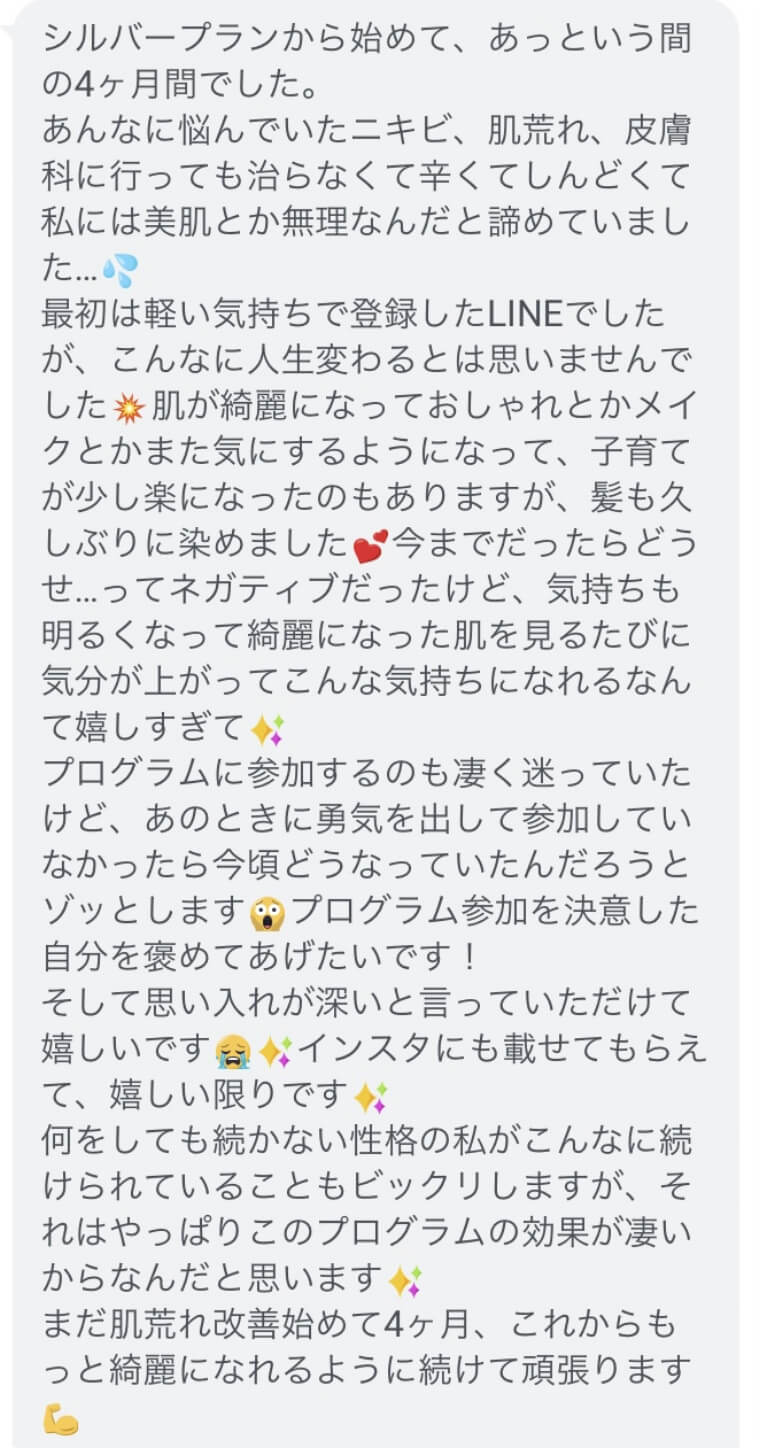 シルバープランから始めて、あっという間
の4ヶ月間でした。
あんなに悩んでいたニキビ、肌荒れ、皮膚
科に行っても治らなくて辛くてしんどくて
私には美肌とか無理なんだと諦めていまし
た...💦
最初は軽い気持ちで登録したLINEでした
が、こんなに人生変わるとは思いませんで
した💥肌が綺麗になっておしゃれとかメイ
クとかまた気にするようになって、子育て
が少し楽になったのもありますが、髪も久
しぶりに染めました💕今までだったらどう
せ...ってネガティブだったけど、気持ちも
明るくなって綺麗になった肌を見るたびに
気分が上がってこんな気持ちになれるなん
て嬉しすぎて✨
プログラムに参加するのも凄く迷っていた
けど、あのときに勇気を出して参加してい
なかったら今頃どうなっていたんだろうと
ゾッとします😱プログラム参加を決意した
自分を褒めてあげたいです！
そして思い入れが深いと言っていただけて
嬉しいです😭✨インスタにも載せてもらえ
て、嬉しい限りです✨
何をしても続かない性格の私がこんなに続
けられていることもビックリしますが、そ
れはやっぱりこのプログラムの効果が凄い
からなんだと思います✨
まだ肌荒れ改善始めて4ヶ月、これからも
っと綺麗になれるように続けて頑張ります
💪